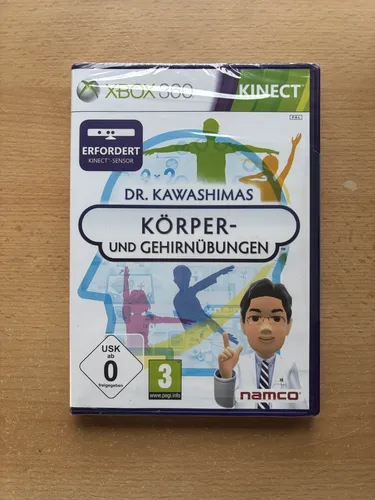 XBOX 360
KINECT
PAL
ERFORDERT
KINECT™-SENSOR
DR. KAWASHIMAS
KÖRPER-
UND GEHIRNÜBUNGEN
USK
ab
0
freigegeben
3
www.pegi.info
namco